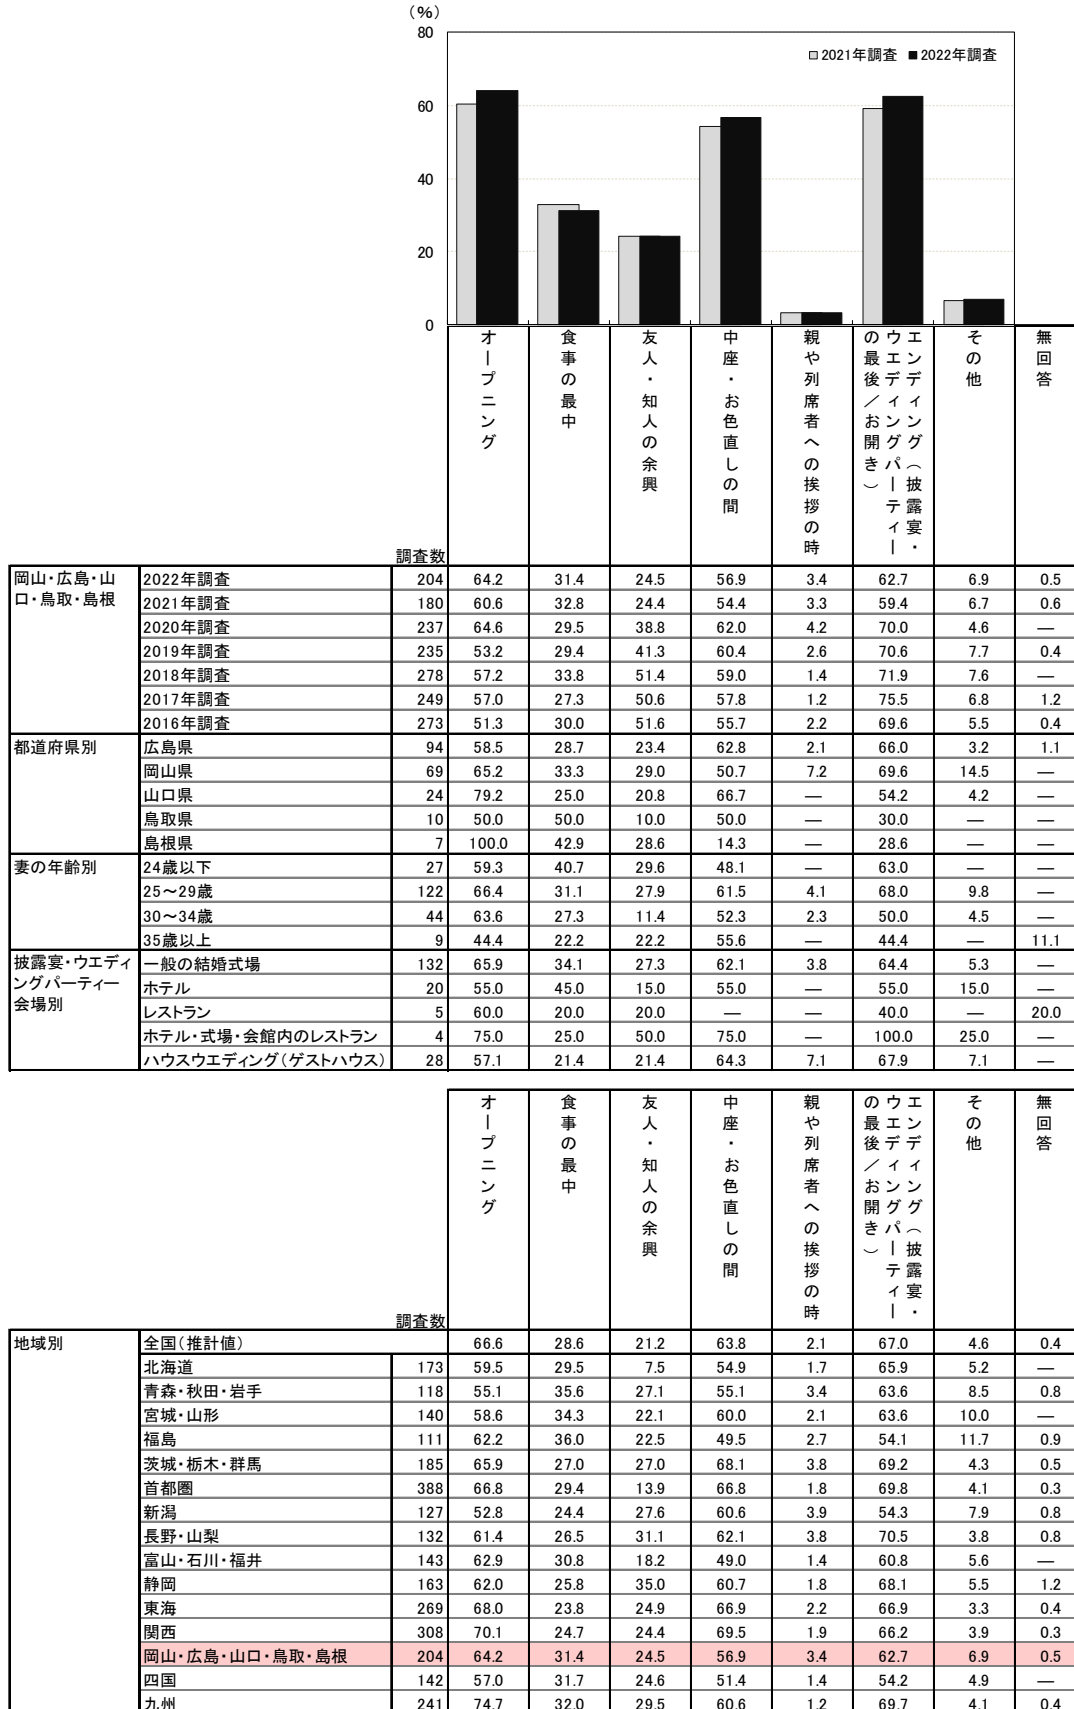 (%)
80
60
40
20
0
2021年調査 2022年調査
オープニング
食事の最中
友人・知人の余興
中座・お色直しの間
親や列席者への挨拶の時
エンディング(披露宴・
ウエディングパーティー
の最後/お開き)
その他
無回答
調査数
岡山・広島・山
口・鳥取・島根
2022年調査 204 64.2 31.4 24.5 56.9 3.4 62.7 6.9 0.5
2021年調査 180 60.6 32.8 24.4 54.4 3.3 59.4 6.7 0.6
2020年調査 237 64.6 29.5 38.8 62.0 4.2 70.0 4.6 —
2019年調査 235 53.2 29.4 41.3 60.4 2.6 70.6 7.7 0.4
2018年調査 278 57.2 33.8 51.4 59.0 1.4 71.9 7.6 —
2017年調査 249 57.0 27.3 50.6 57.8 1.2 75.5 6.8 1.2
2016年調査 273 51.3 30.0 51.6 55.7 2.2 69.6 5.5 0.4
都道府県別
広島県 94 58.5 28.7 23.4 62.8 2.1 66.0 3.2 1.1
岡山県 69 65.2 33.3 29.0 50.7 7.2 69.6 14.5 —
山口県 24 79.2 25.0 20.8 66.7 — 54.2 4.2 —
鳥取県 10 50.0 50.0 10.0 50.0 — 30.0 — —
島根県 7 100.0 42.9 28.6 14.3 — 28.6 — —
妻の年齢別
24歳以下 27 59.3 40.7 29.6 48.1 — 63.0 — —
25～29歳 122 66.4 31.1 27.9 61.5 4.1 68.0 9.8 —
30～34歳 44 63.6 27.3 11.4 52.3 2.3 50.0 4.5 —
35歳以上 9 44.4 22.2 22.2 55.6 — 44.4 — 11.1
披露宴・ウエディ
ングパーティー
会場別
一般の結婚式場 132 65.9 34.1 27.3 62.1 3.8 64.4 5.3 —
ホテル 20 55.0 45.0 15.0 55.0 — 55.0 15.0 —
レストラン 5 60.0 20.0 20.0 — — 40.0 — 20.0
ホテル・式場・会館内のレストラン 4 75.0 25.0 50.0 75.0 — 100.0 25.0 —
ハウスウエディング(ゲストハウス) 28 57.1 21.4 21.4 64.3 7.1 67.9 7.1 —
オープニング
食事の最中
友人・知人の余興
中座・お色直しの間
親や列席者への挨拶の時
エンディング(披露宴・
ウエディングパーティー
の最後/お開き)
その他
無回答
調査数
地域別
全国(推計値) 66.6 28.6 21.2 63.8 2.1 67.0 4.6 0.4
北海道 173 59.5 29.5 7.5 54.9 1.7 65.9 5.2 —
青森・秋田・岩手 118 55.1 35.6 27.1 55.1 3.4 63.6 8.5 0.8
宮城・山形 140 58.6 34.3 22.1 60.0 2.1 63.6 10.0 —
福島 111 62.2 36.0 22.5 49.5 2.7 54.1 11.7 0.9
茨城・栃木・群馬 185 65.9 27.0 27.0 68.1 3.8 69.2 4.3 0.5
首都圏 388 66.8 29.4 13.9 66.8 1.8 69.8 4.1 0.3
新潟 127 52.8 24.4 27.6 60.6 3.9 54.3 7.9 0.8
長野・山梨 132 61.4 26.5 31.1 62.1 3.8 70.5 3.8 0.8
富山・石川・福井 143 62.9 30.8 18.2 49.0 1.4 60.8 5.6 —
静岡 163 62.0 25.8 35.0 60.7 1.8 68.1 5.5 1.2
東海 269 68.0 23.8 24.9 66.9 2.2 66.9 3.3 0.4
関西 308 70.1 24.7 24.4 69.5 1.9 66.2 3.9 0.3
岡山・広島・山口・鳥取・島根 204 64.2 31.4 24.5 56.9 3.4 62.7 6.9 0.5
四国 142 57.0 31.7 24.6 51.4 1.4 54.2 4.9 —
九州 241 74.7 32.0 29.5 60.6 1.2 69.7 4.1 0.4